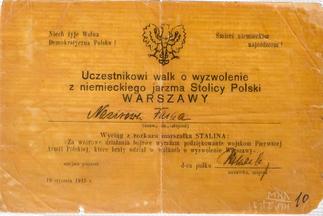 Niech żyje Wolna Demokratyczna Polska!
Śmierć niemieckim najeźdźcom!
Uczestnikowi walk o wyzwolenie
z niemieckiego jarzma Stolicy Polski
WARSZAWY
Wyciąg z rozkazu marszałka STALINA:
Za wzorowe działania bojowe wyrażam podziękowanie wojskom Pierwszej
Armii Polskiej, które brały udział w walkach o wyzwolenie Warszawy.
d-ca pułku
19 stycznia 1945 r.
10